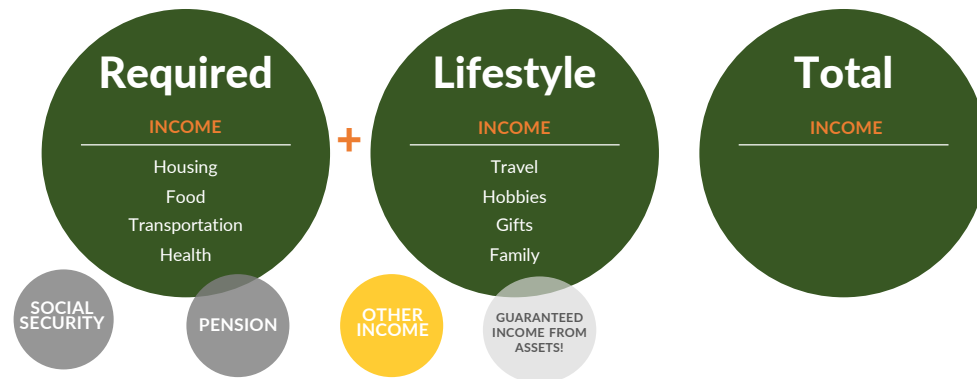 Required
INCOME
Housing
Food
Transportation
Health
+
Lifestyle
INCOME
Travel
Hobbies
Gifts
Family
Total
INCOME
SOCIAL
SECURITY
PENSION
OTHER
INCOME
GUARANTEED
INCOME FROM
ASSETS!